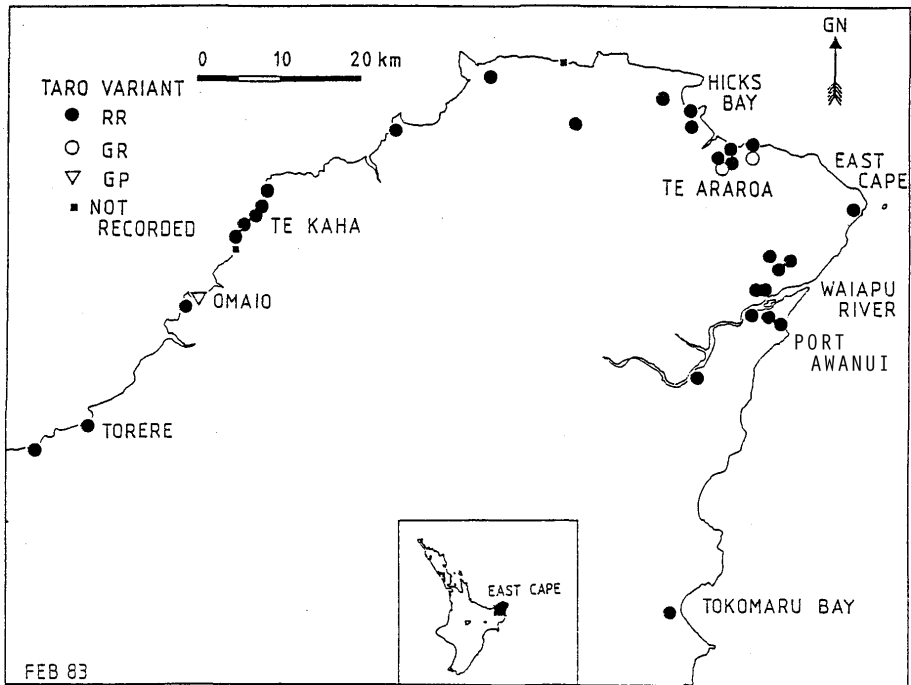 GN
0 10 20 km
TARO VARIANT
RR
GR
GP
NOT
RECORDED
HICKS
BAY
TE ARAROA
EAST
CAPE
TE KAHA
OMAIO
WAIAPU
RIVER
PORT
AWANUI
TORERE
EAST CAPE
TOKOMARU BAY
FEB 83